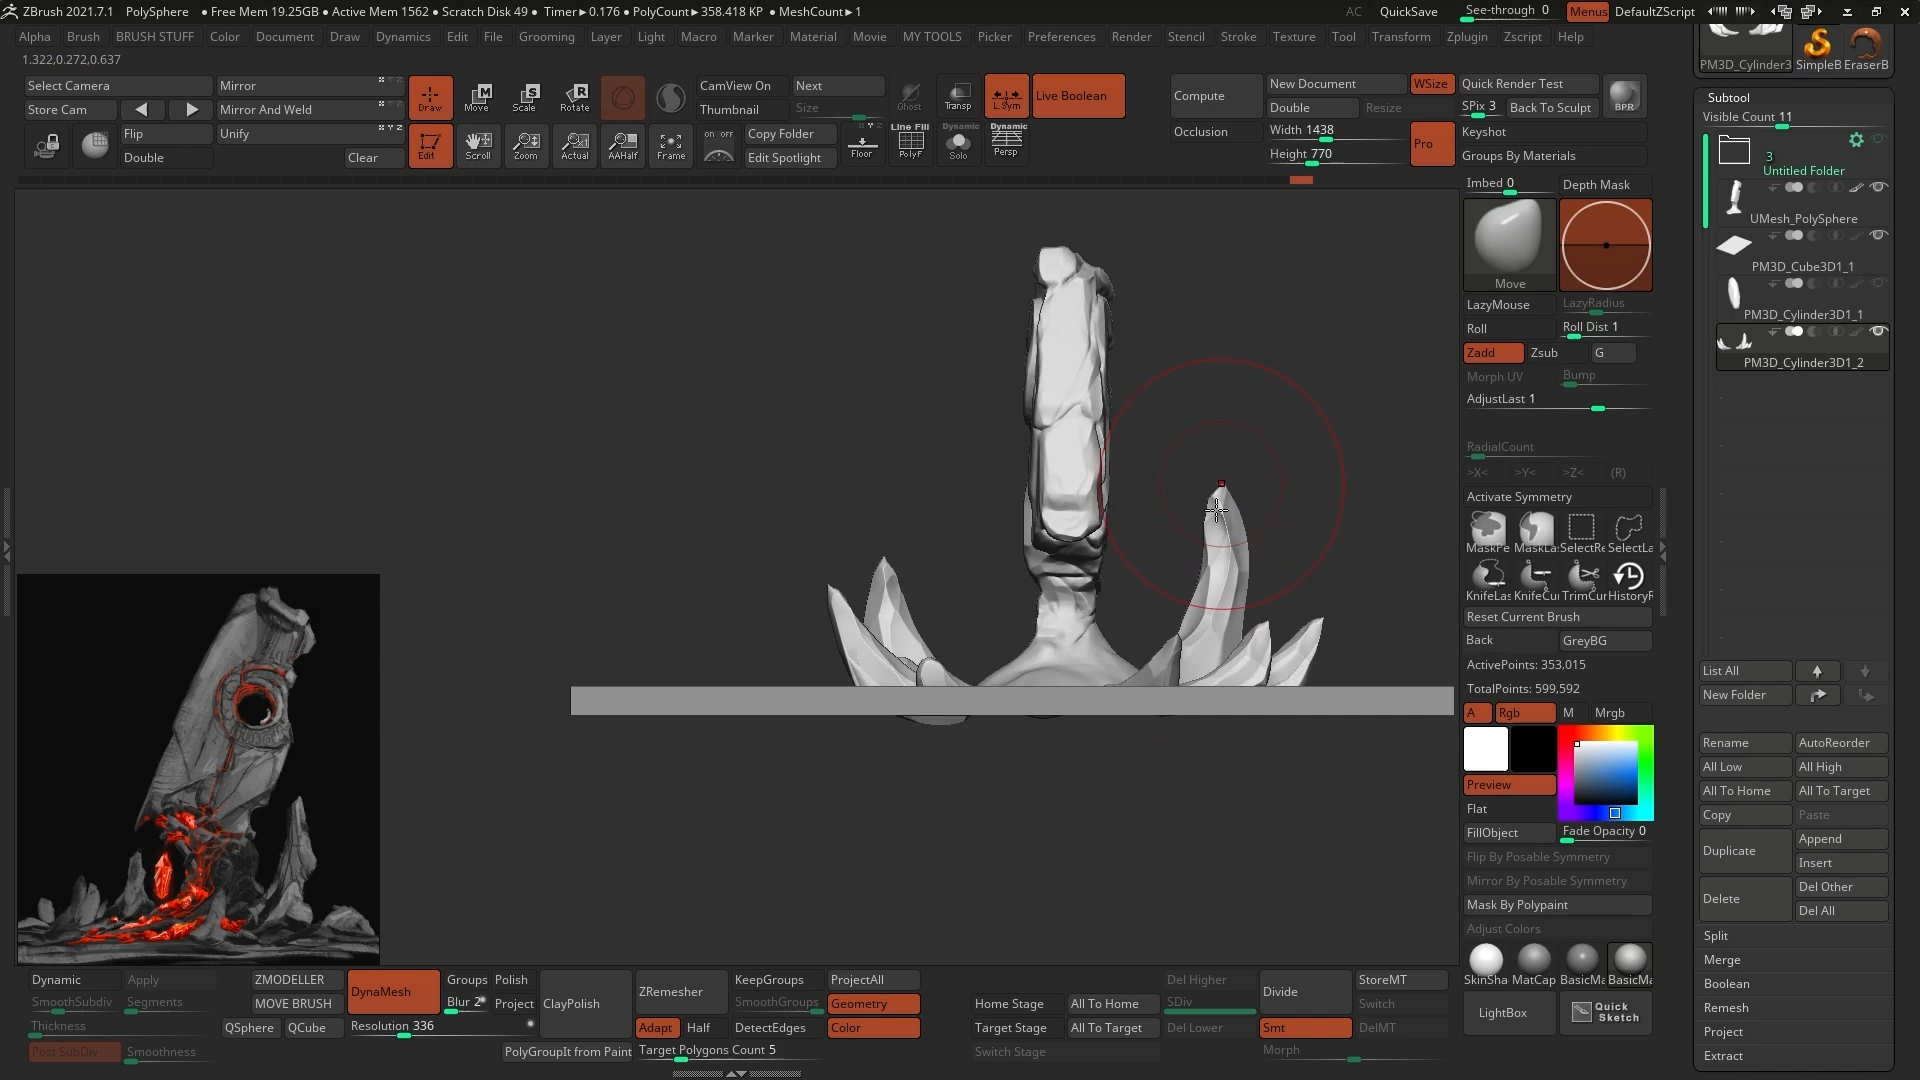 ZBrush 2021.7.1 PolySphere • Free Mem 19.25GB • Active Mem 1562 • Scratch Disk 49 • Timer▸0.176 • PolyCount▸358.418 KP • MeshCount▸1
AC QuickSave See-through 0 Menus DefaultZScript
Alpha Brush BRUSH STUFF Color Document Draw Dynamics Edit File Grooming Layer Light Macro Marker Material Movie MY TOOLS Picker Preferences Render Stencil Stroke Texture Tool Transform Zplugin Zscript Help
1.322,0.272,0.637
PM3D_Cylinder3 SimpleB EraserB
Select Camera Mirror
Store Cam Mirror And Weld
Flip Unify
Double Clear
Draw Move Scale Rotate
Edit Scroll Zoom Actual AAHalf Frame
CamView On Next
Thumbnail Size
ON OFF Copy Folder
Edit Spotlight
Floor
Ghost Transp L.Sym Live Boolean
Line Fill PolyF Dynamic Solo Dynamic Persp
Compute New Document WSize
Double Resize
Occlusion Width 1438
Height 770 Pro
Quick Render Test BPR
SPix 3 Back To Sculpt
Keyshot
Groups By Materials
Imbed 0 Depth Mask
Move
LazyMouse LazyRadius
Roll Roll Dist 1
Zadd Zsub G
Morph UV Bump
AdjustLast 1
RadialCount
>X< >Y< >Z< (R)
Activate Symmetry
MaskPe MaskLa SelectRe SelectLa
KnifeLas KnifeCu TrimCur HistoryR
Reset Current Brush
Back GreyBG
ActivePoints: 353,015
TotalPoints: 599,592
A Rgb M Mrgb
Preview
Flat
FillObject Fade Opacity 0
Flip By Posable Symmetry
Mirror By Posable Symmetry
Mask By Polypaint
Adjust Colors
SkinSha MatCap BasicMa BasicMa
LightBox Quick Sketch
Subtool
Visible Count 11
3
Untitled Folder
UMesh_PolySphere
PM3D_Cube3D1_1
PM3D_Cylinder3D1_1
PM3D_Cylinder3D1_2
List All
New Folder
Rename AutoReorder
All Low All High
All To Home All To Target
Copy Paste
Duplicate Append
Insert
Delete Del Other
Del All
Split
Merge
Boolean
Remesh
Project
Extract
Dynamic Apply
SmoothSubdiv Segments
Thickness
Post SubDiv Smoothness
ZMODELLER
MOVE BRUSH
QSphere QCube
DynaMesh Groups Polish
Blur 2 Project
Resolution 336
ClayPolish
PolyGroupIt from Paint
ZRemesher KeepGroups ProjectAll
SmoothGroups Geometry
Adapt Half DetectEdges Color
Target Polygons Count 5
Home Stage All To Home
Target Stage All To Target
Switch Stage
Del Higher Divide StoreMT
SDiv Switch
Del Lower Smt DelMT
Morph